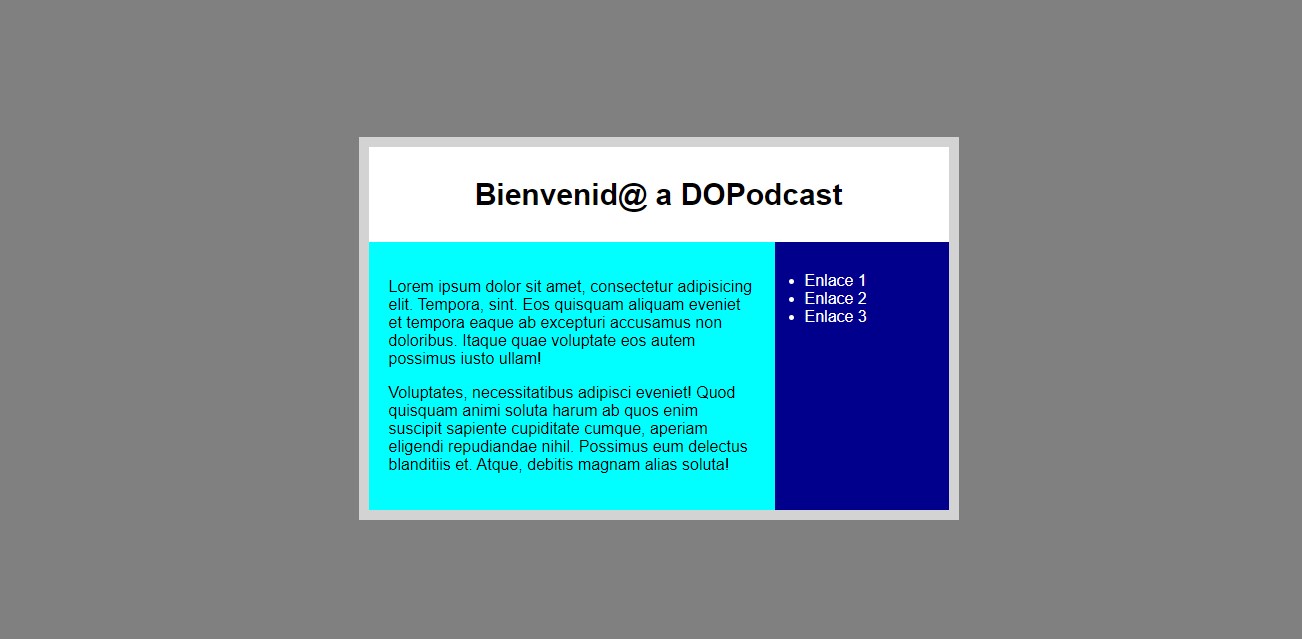 Bienvenid@ a DOPodcast
Lorem ipsum dolor sit amet, consectetur adipisicing
elit. Tempora, sint. Eos quisquam aliquam eveniet
et tempora eaque ab excepturi accusamus non
doloribus. Itaque quae voluptate eos autem
possimus iusto ullam!
Voluptates, necessitatibus adipisci eveniet! Quod
quisquam animi soluta harum ab quos enim
suscipit sapiente cupiditate cumque, aperiam
eligendi repudiandae nihil. Possimus eum delectus
blanditiis et. Atque, debitis magnam alias soluta!
• Enlace 1
• Enlace 2
• Enlace 3